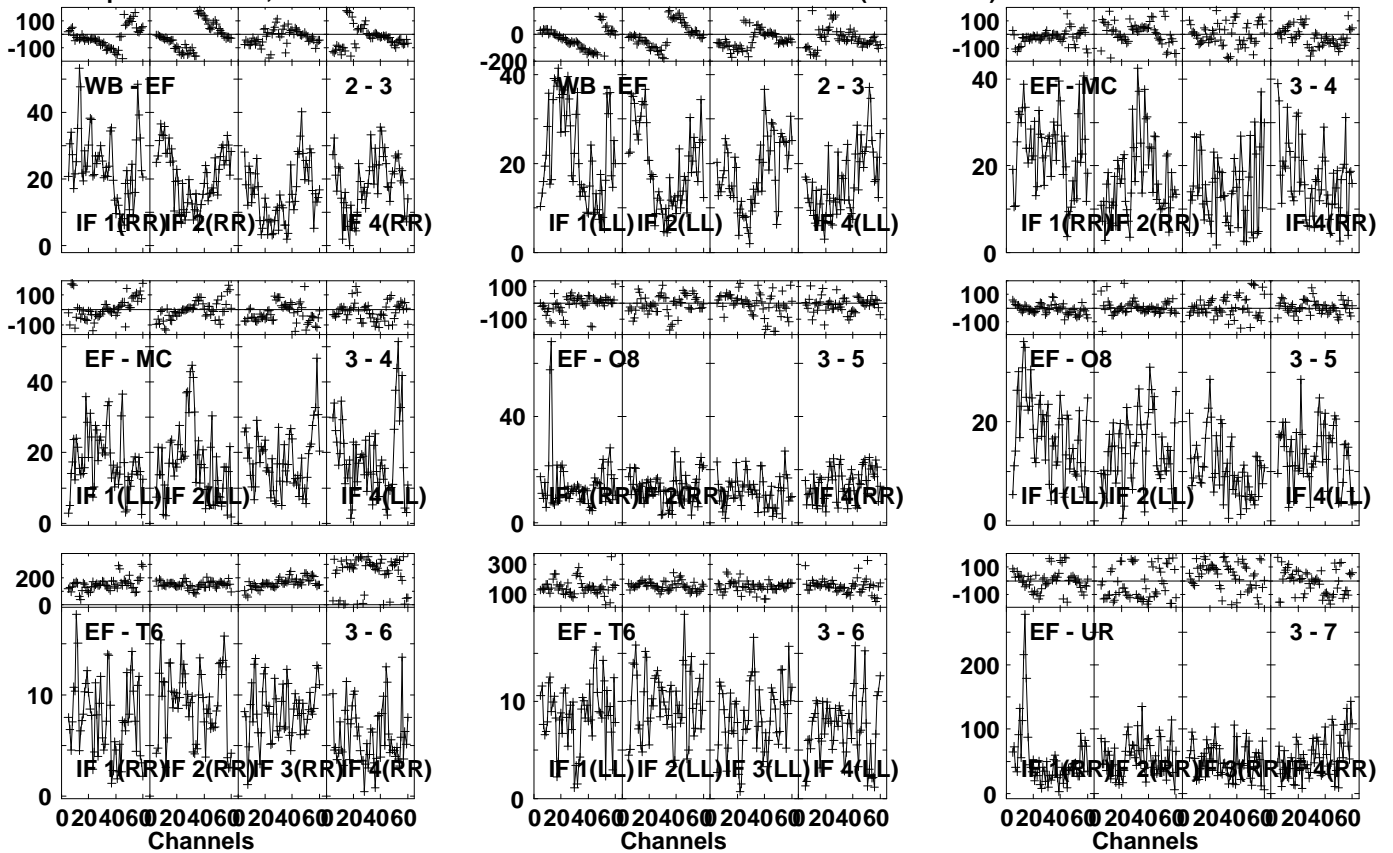 100
-100
WB - EF 2 - 3
40
20
0
IF 1(RR) IF 2(RR) IF 4(RR)
0
-200
WB - EF 2 - 3
40
20
0
IF 1(LL) IF 2(LL) IF 4(LL)
100
-100
EF - MC 3 - 4
40
20
0
IF 1(RR) IF 2(RR) IF 4(RR)
100
-100
EF - MC 3 - 4
40
20
0
IF 1(LL) IF 2(LL) IF 4(LL)
100
-100
EF - O8 3 - 5
40
0
IF 1(RR) IF 2(RR) IF 4(RR)
100
-100
EF - O8 3 - 5
20
0
IF 1(LL) IF 2(LL) IF 4(LL)
200
0
EF - T6 3 - 6
10
0
IF 1(RR) IF 2(RR) IF 3(RR) IF 4(RR)
0 20 40 60 0 20 40 60 0 20 40 60 0 20 40 60
Channels
300
100
EF - T6 3 - 6
10
0
IF 1(LL) IF 2(LL) IF 3(LL) IF 4(LL)
0 20 40 60 0 20 40 60 0 20 40 60 0 20 40 60
Channels
100
-100
EF - UR 3 - 7
200
100
0
IF 1(RR) IF 2(RR) IF 3(RR) IF 4(RR)
0 20 40 60 0 20 40 60 0 20 40 60 0 20 40 60
Channels